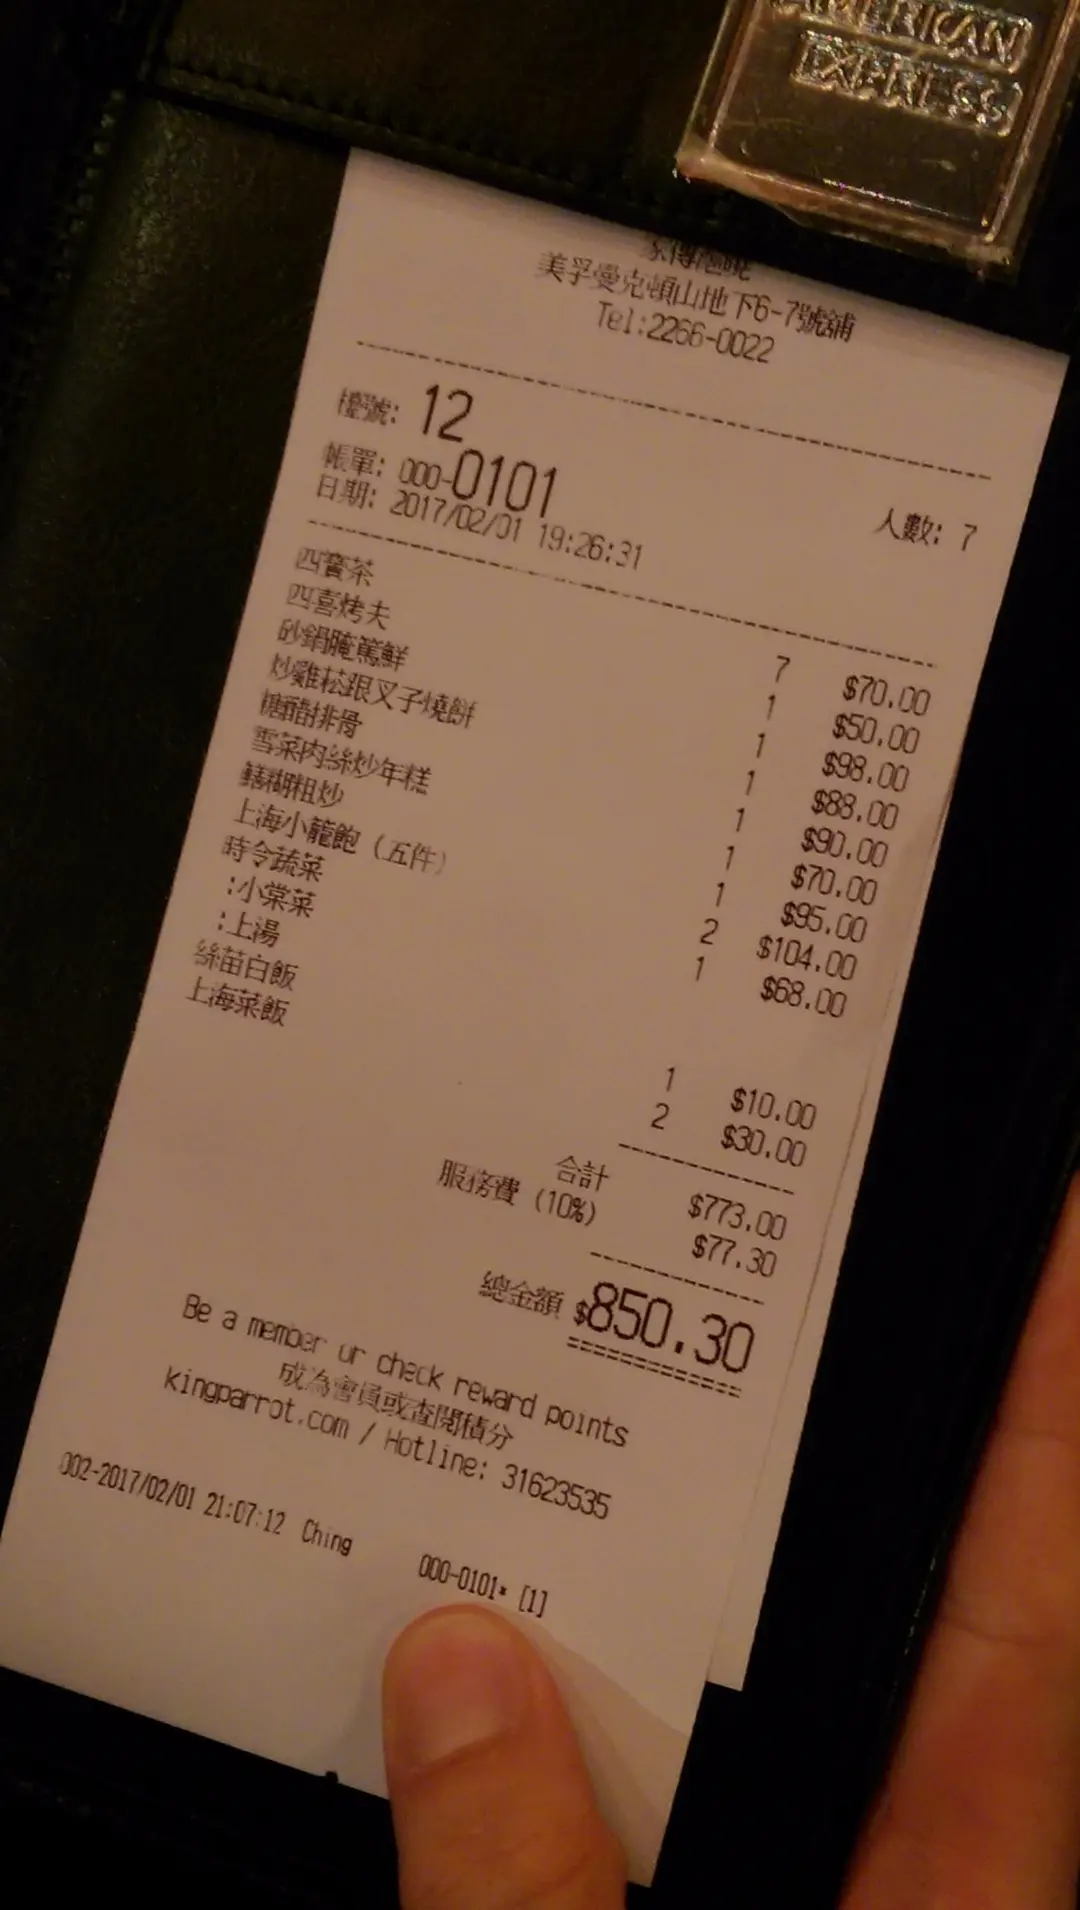 AMERICAN
EXPRESS
美孚曼克頓山地下6-7號舖
Tel:2266-0022
檯號: 12
帳單: 000-0101
人數: 7
日期: 2017/02/01 19:26:31
四寶茶 7 $70.00
四喜烤夫 1 $50.00
砂鍋醃篤鮮 1 $98.00
炒雞崧跟叉子燒餅 1 $88.00
糖醋排骨 1 $90.00
雪菜肉絲炒年糕 1 $70.00
鱔糊粗炒 1 $95.00
上海小籠飽 (五件) 2 $104.00
時令蔬菜 1 $68.00
:小棠菜
:上湯
絲苗白飯 1 $10.00
上海菜飯 2 $30.00
合計 $773.00
服務費 (10%) $77.30
總金額 $850.30
Be a member or check reward points
成為會員或查閱積分
kingparrot.com / Hotline: 31623535
002-2017/02/01 21:07:12 Ching 000-0101* [1]